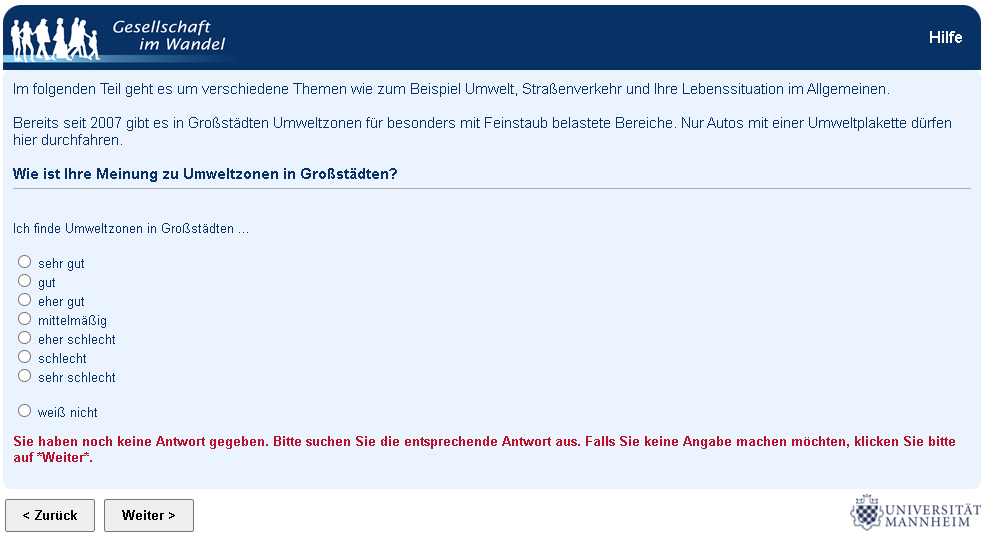 Gesellschaft
im Wandel
Hilfe
Im folgenden Teil geht es um verschiedene Themen wie zum Beispiel Umwelt, Straßenverkehr und Ihre Lebenssituation im Allgemeinen.
Bereits seit 2007 gibt es in Großstädten Umweltzonen für besonders mit Feinstaub belastete Bereiche. Nur Autos mit einer Umweltplakette dürfen
hier durchfahren.
Wie ist Ihre Meinung zu Umweltzonen in Großstädten?
Ich finde Umweltzonen in Großstädten ...
sehr gut
gut
eher gut
mittelmäßig
eher schlecht
schlecht
sehr schlecht
weiß nicht
Sie haben noch keine Antwort gegeben. Bitte suchen Sie die entsprechende Antwort aus. Falls Sie keine Angabe machen möchten, klicken Sie bitte
auf *Weiter*.
< Zurück
Weiter >
UNIVERSITÄT
MANNHEIM